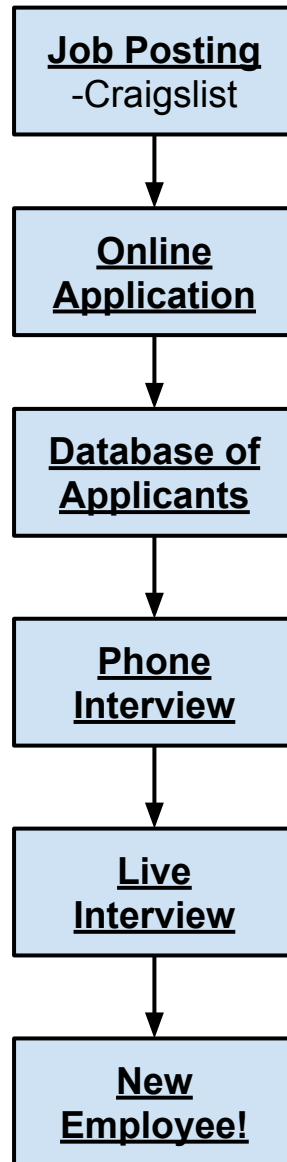 Job Posting
-Craigslist
Online
Application
Database of
Applicants
Phone
Interview
Live
Interview
New
Employee!